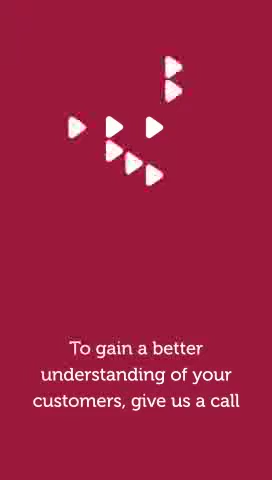 To gain a better
understanding of your
customers, give us a call